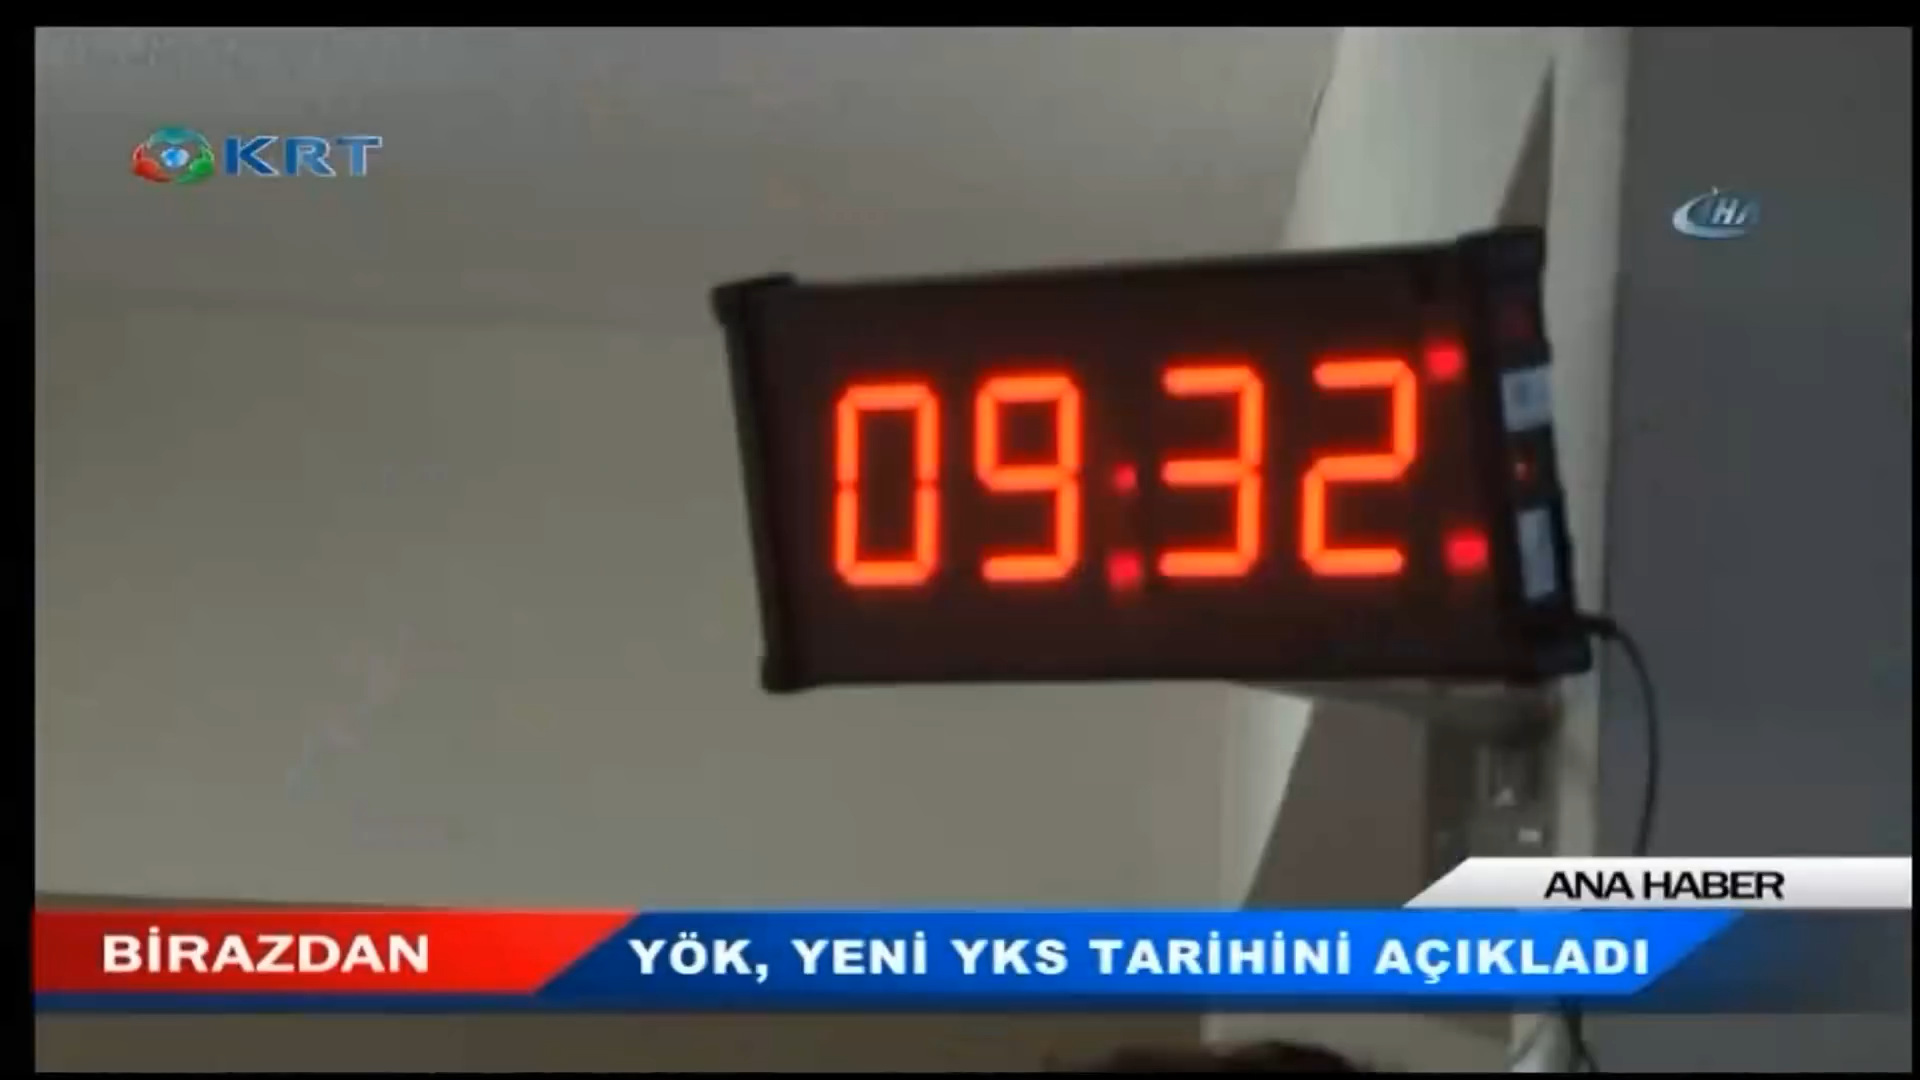 KRT
İHA
09:32
ANA HABER
BİRAZDAN
YÖK, YENİ YKS TARİHİNİ AÇIKLADI